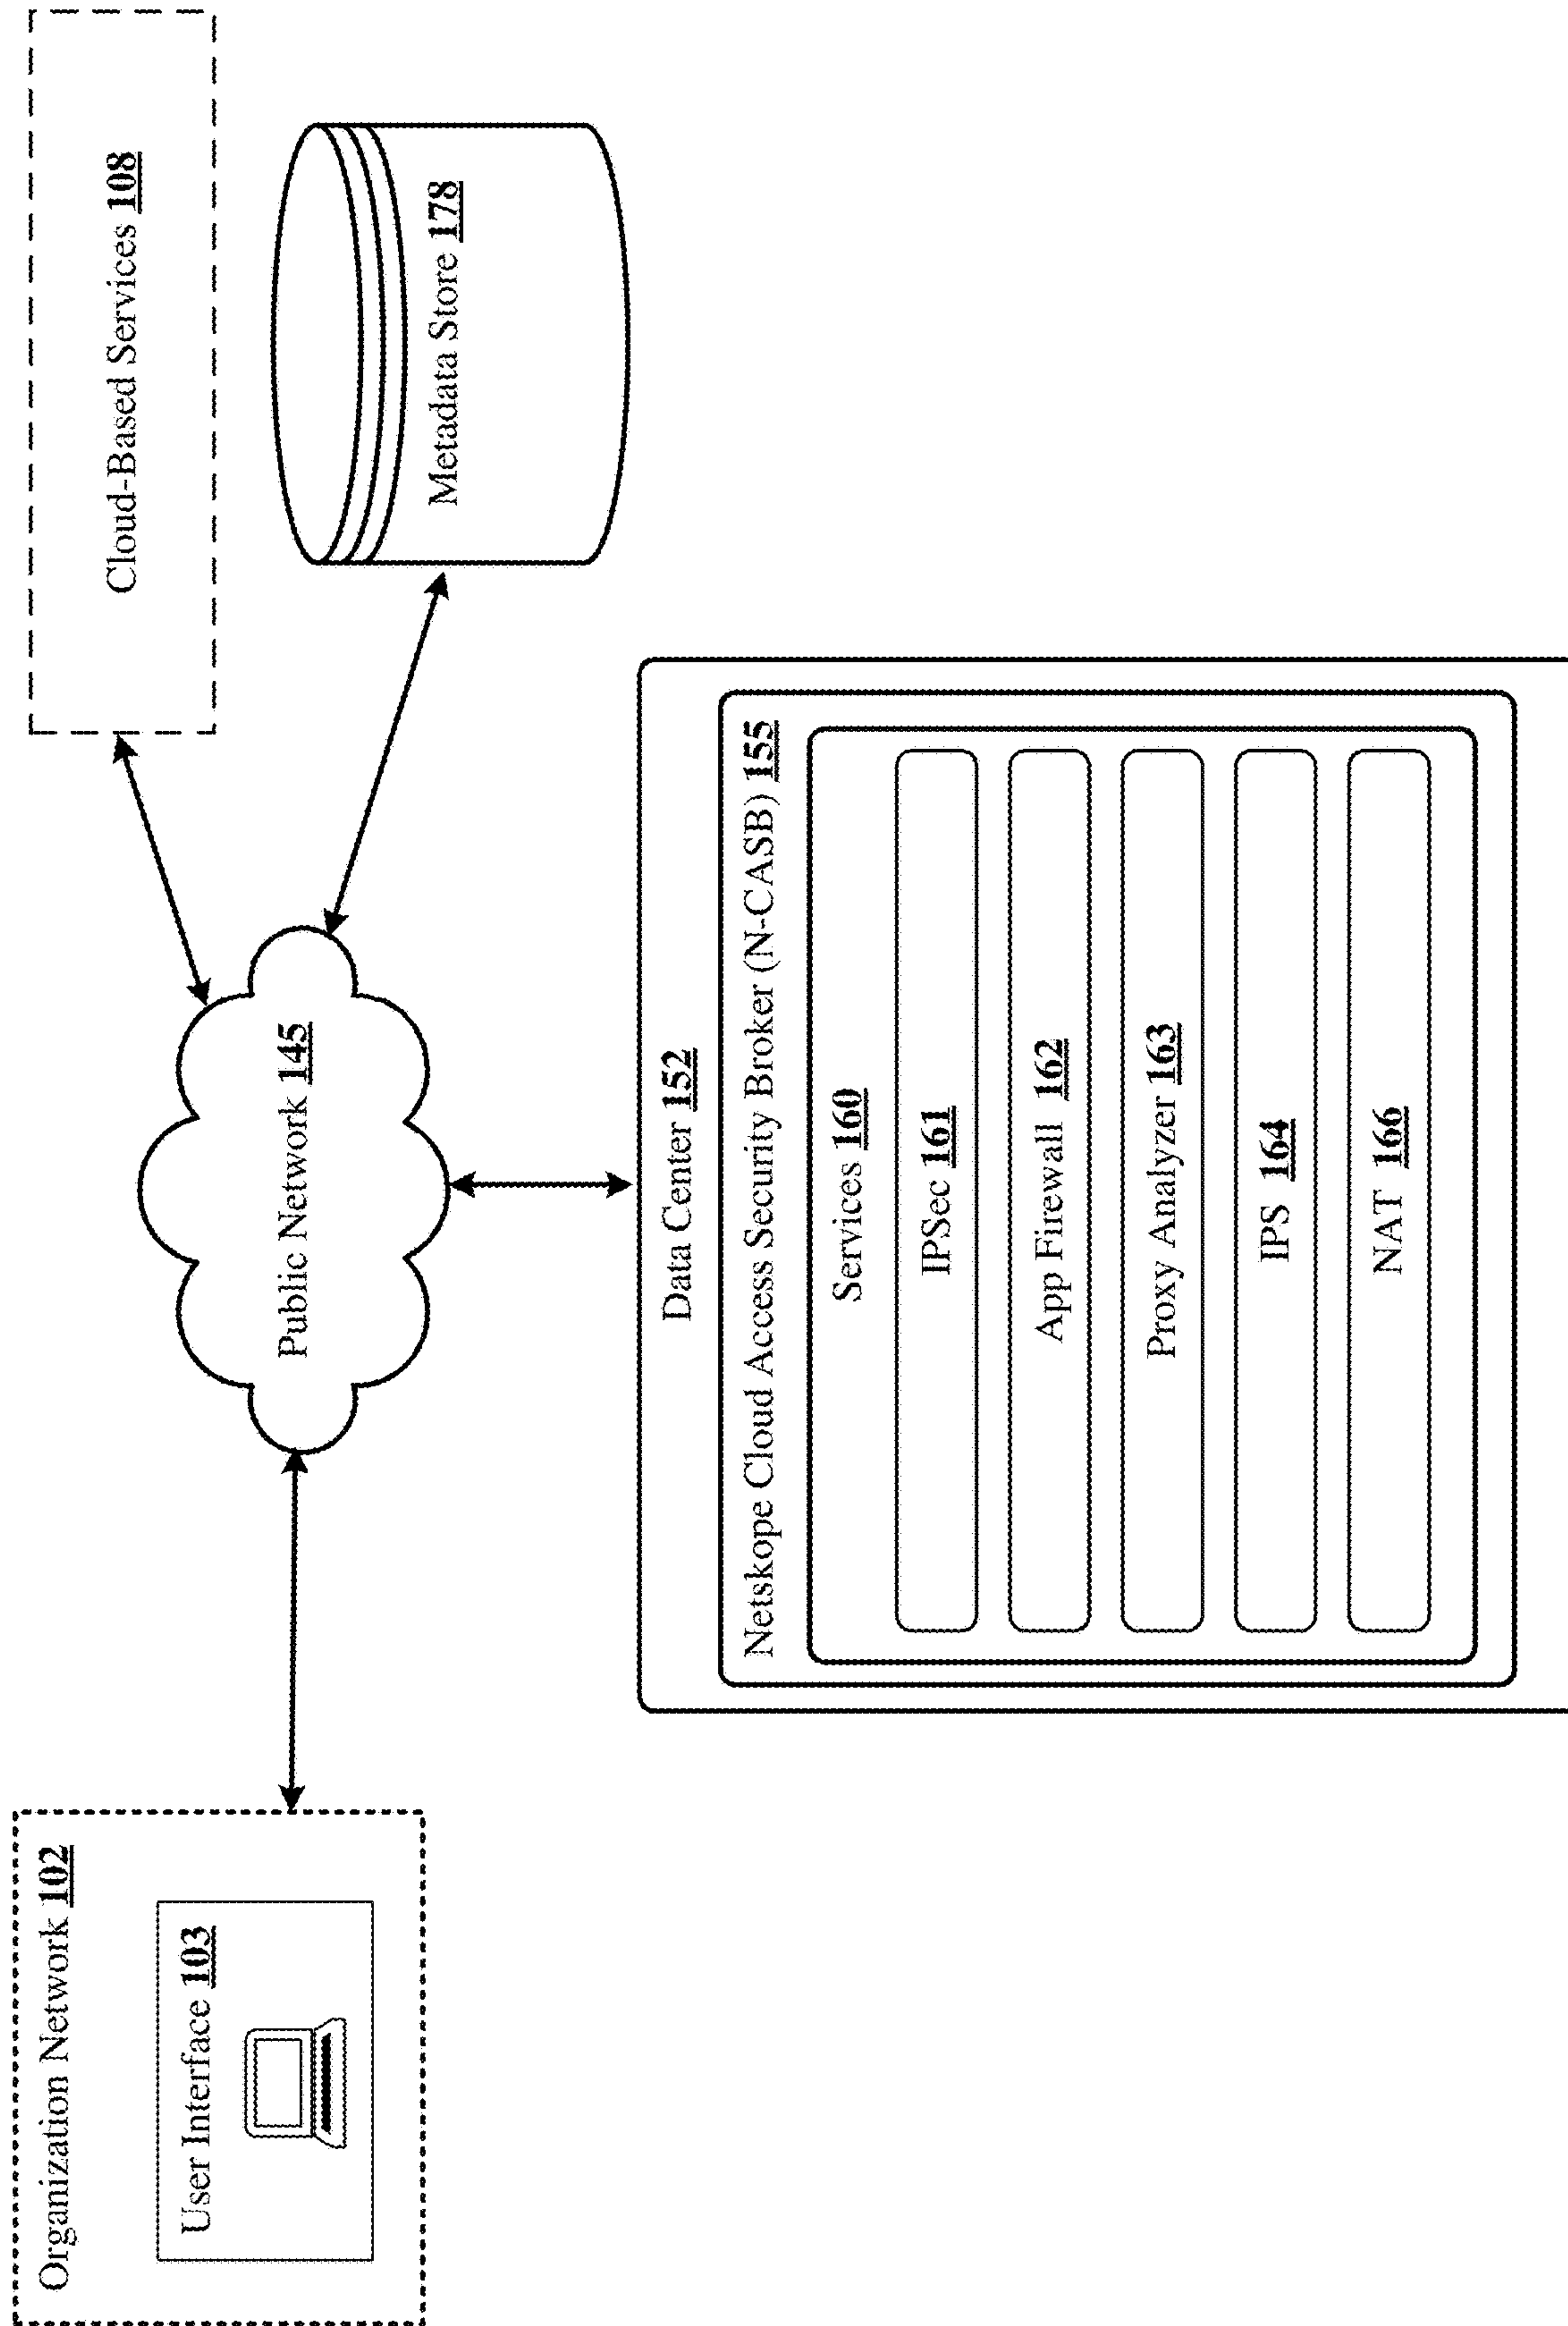 Organization Network 102
User Interface 103
Public Network 145
Cloud-Based Services 108
Metadata Store 178
Data Center 152
Netskope Cloud Access Security Broker (N-CASB) 155
Services 160
IPSec 161
App Firewall 162
Proxy Analyzer 163
IPS 164
NAT 166